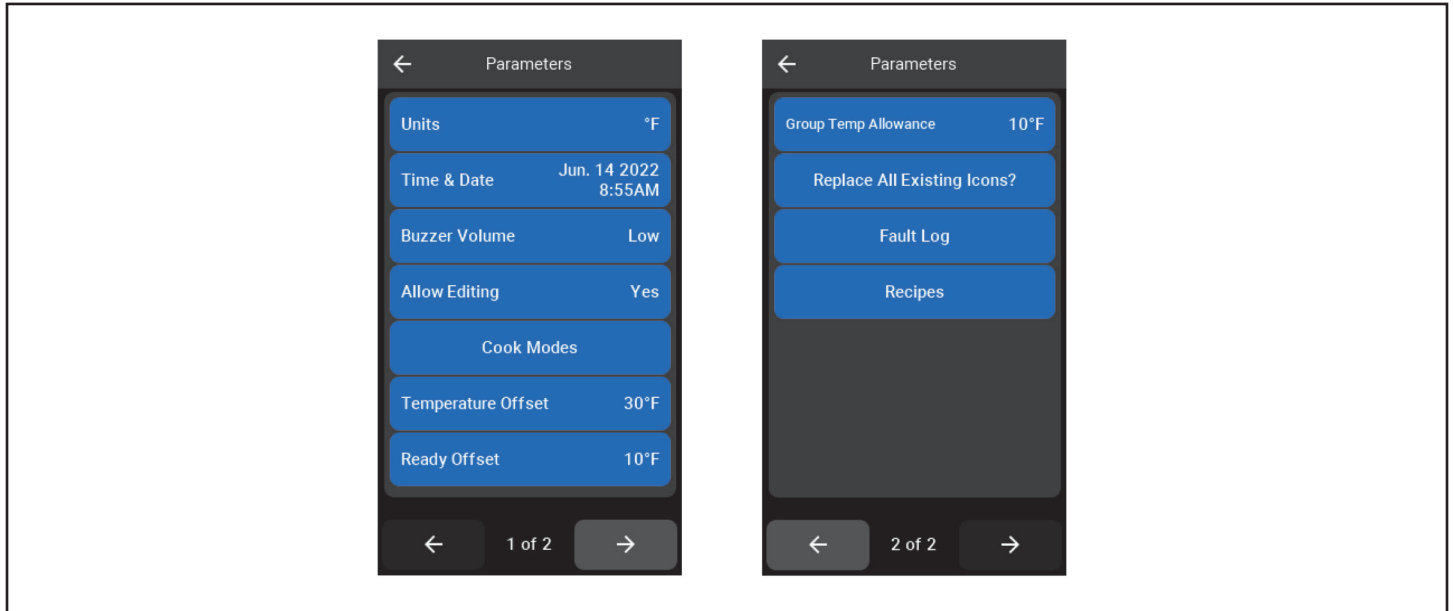 ← Parameters
Units °F
Time & Date Jun. 14 2022
8:55AM
Buzzer Volume Low
Allow Editing Yes
Cook Modes
Temperature Offset 30°F
Ready Offset 10°F
← 1 of 2 →
← Parameters
Group Temp Allowance 10°F
Replace All Existing Icons?
Fault Log
Recipes
← 2 of 2 →